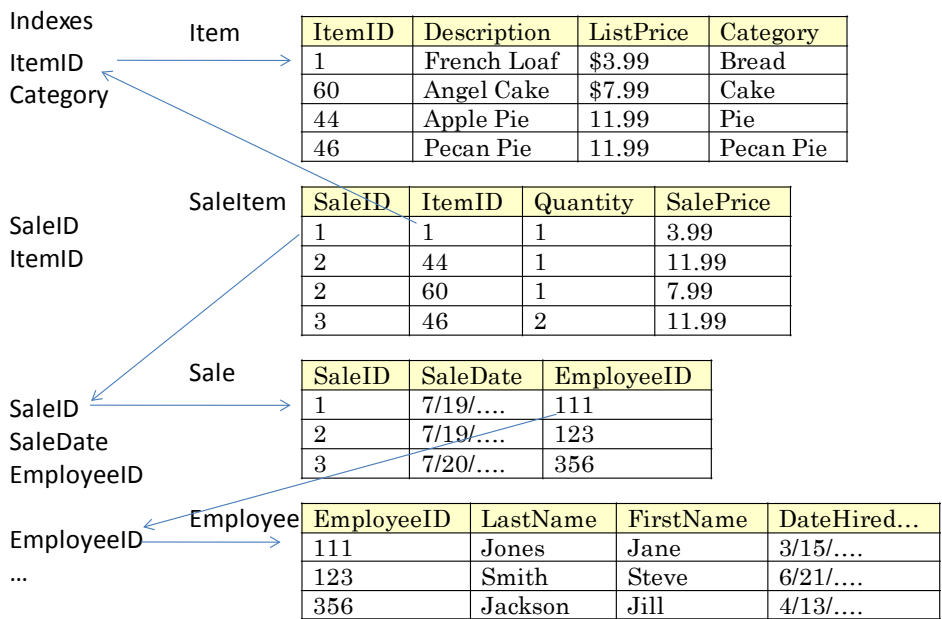 Indexes
ItemID
Category
Item
ItemID Description ListPrice Category
1 French Loaf $3.99 Bread
60 Angel Cake $7.99 Cake
44 Apple Pie 11.99 Pie
46 Pecan Pie 11.99 Pecan Pie
SaleID
ItemID
SaleItem
SaleID ItemID Quantity SalePrice
1 1 1 3.99
2 44 1 11.99
2 60 1 7.99
3 46 2 11.99
SaleID
SaleDate
EmployeeID
Sale
SaleID SaleDate EmployeeID
1 7/19/…. 111
2 7/19/…. 123
3 7/20/…. 356
EmployeeID
…
Employee
EmployeeID LastName FirstName DateHired…
111 Jones Jane 3/15/….
123 Smith Steve 6/21/….
356 Jackson Jill 4/13/….